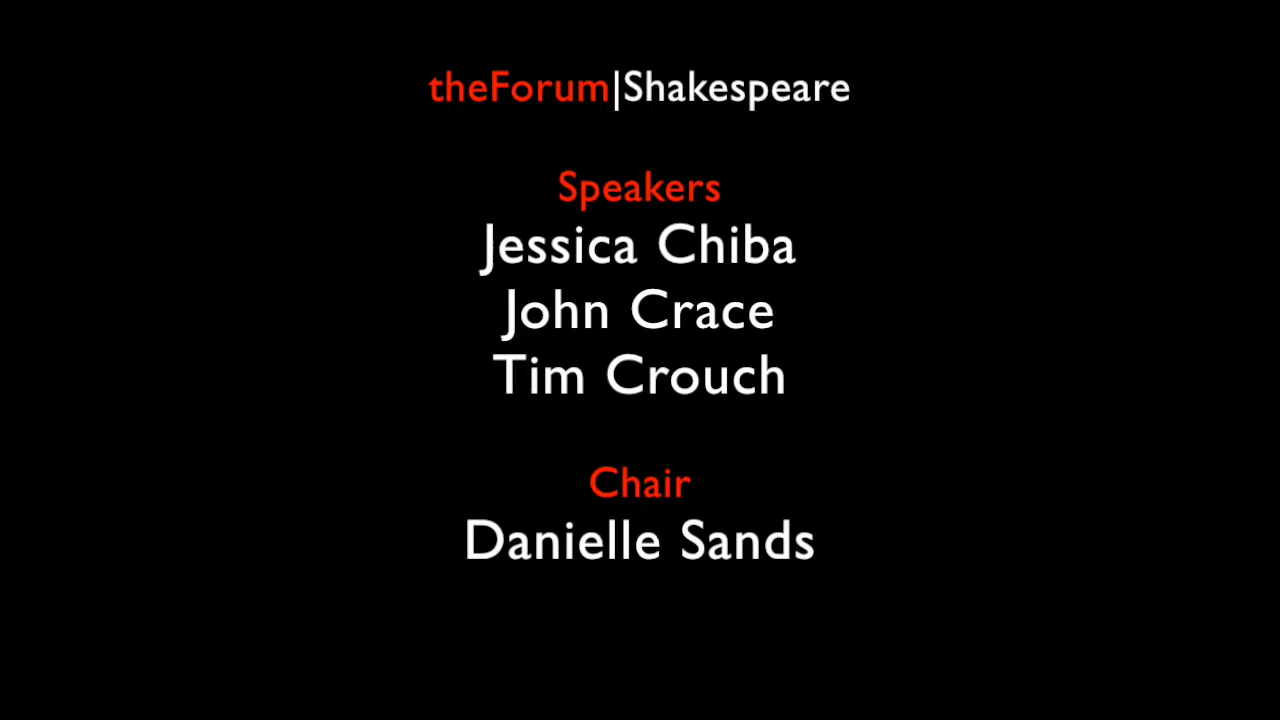 theForum|Shakespeare
Speakers
Jessica Chiba
John Crace
Tim Crouch
Chair
Danielle Sands